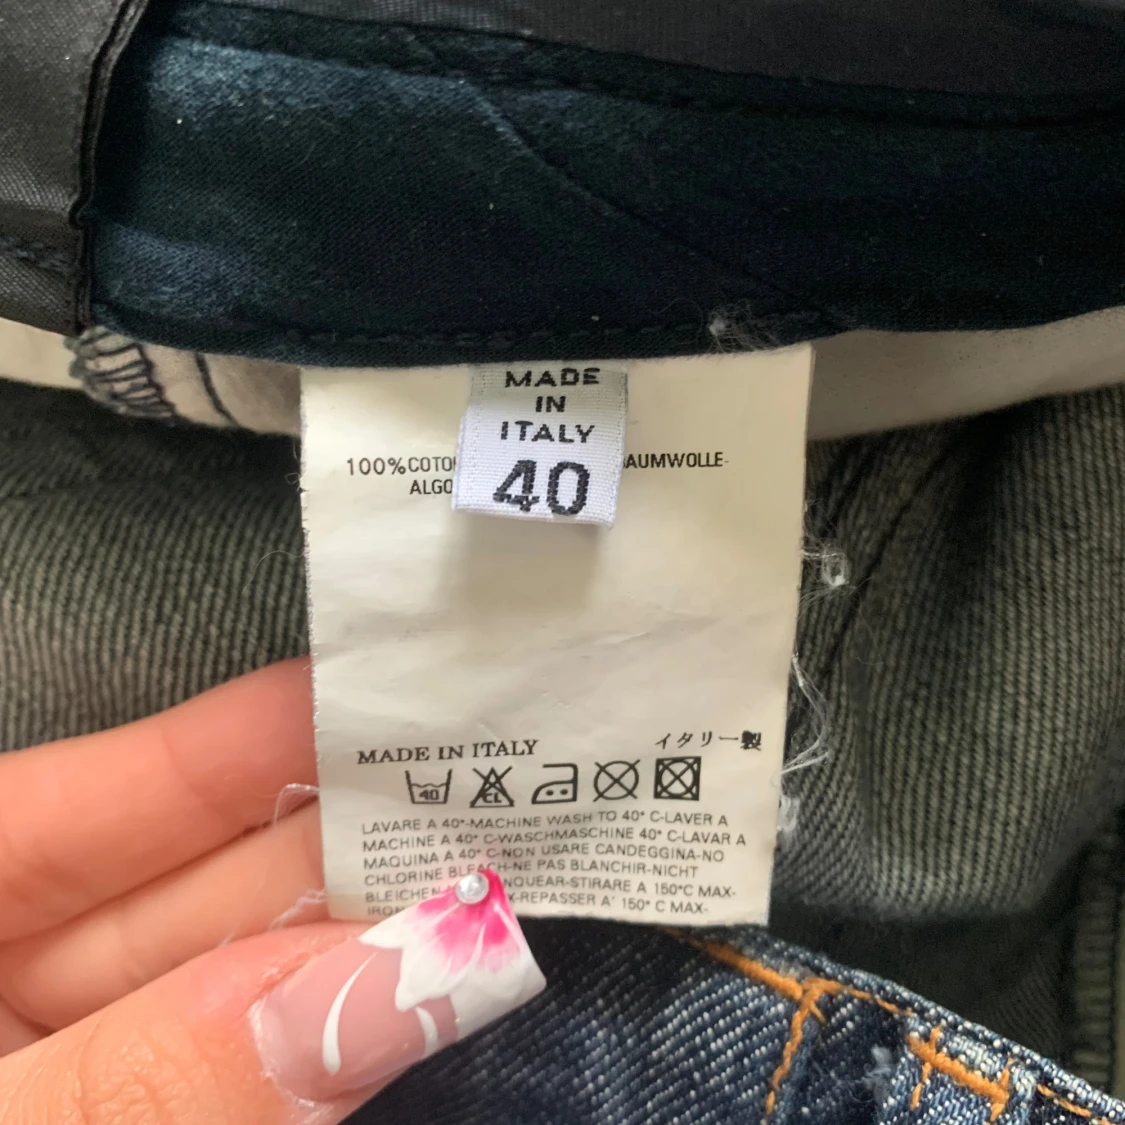 MADE
IN
ITALY
40
100%COTO AUMWOLLE-
ALGO
MADE IN ITALY イタリー製
40 CL
LAVARE A 40°-MACHINE WASH TO 40° C-LAVER A
MACHINE A 40° C-WASCHMASCHINE 40° C-LAVAR A
MAQUINA A 40° C-NON USARE CANDEGGINA-NO
CHLORINE BLEACH-NE PAS BLANCHIR-NICHT
BLEICHEN NQUEAR-STIRARE A 150°C MAX-
IRON X-REPASSER A' 150° C MAX-